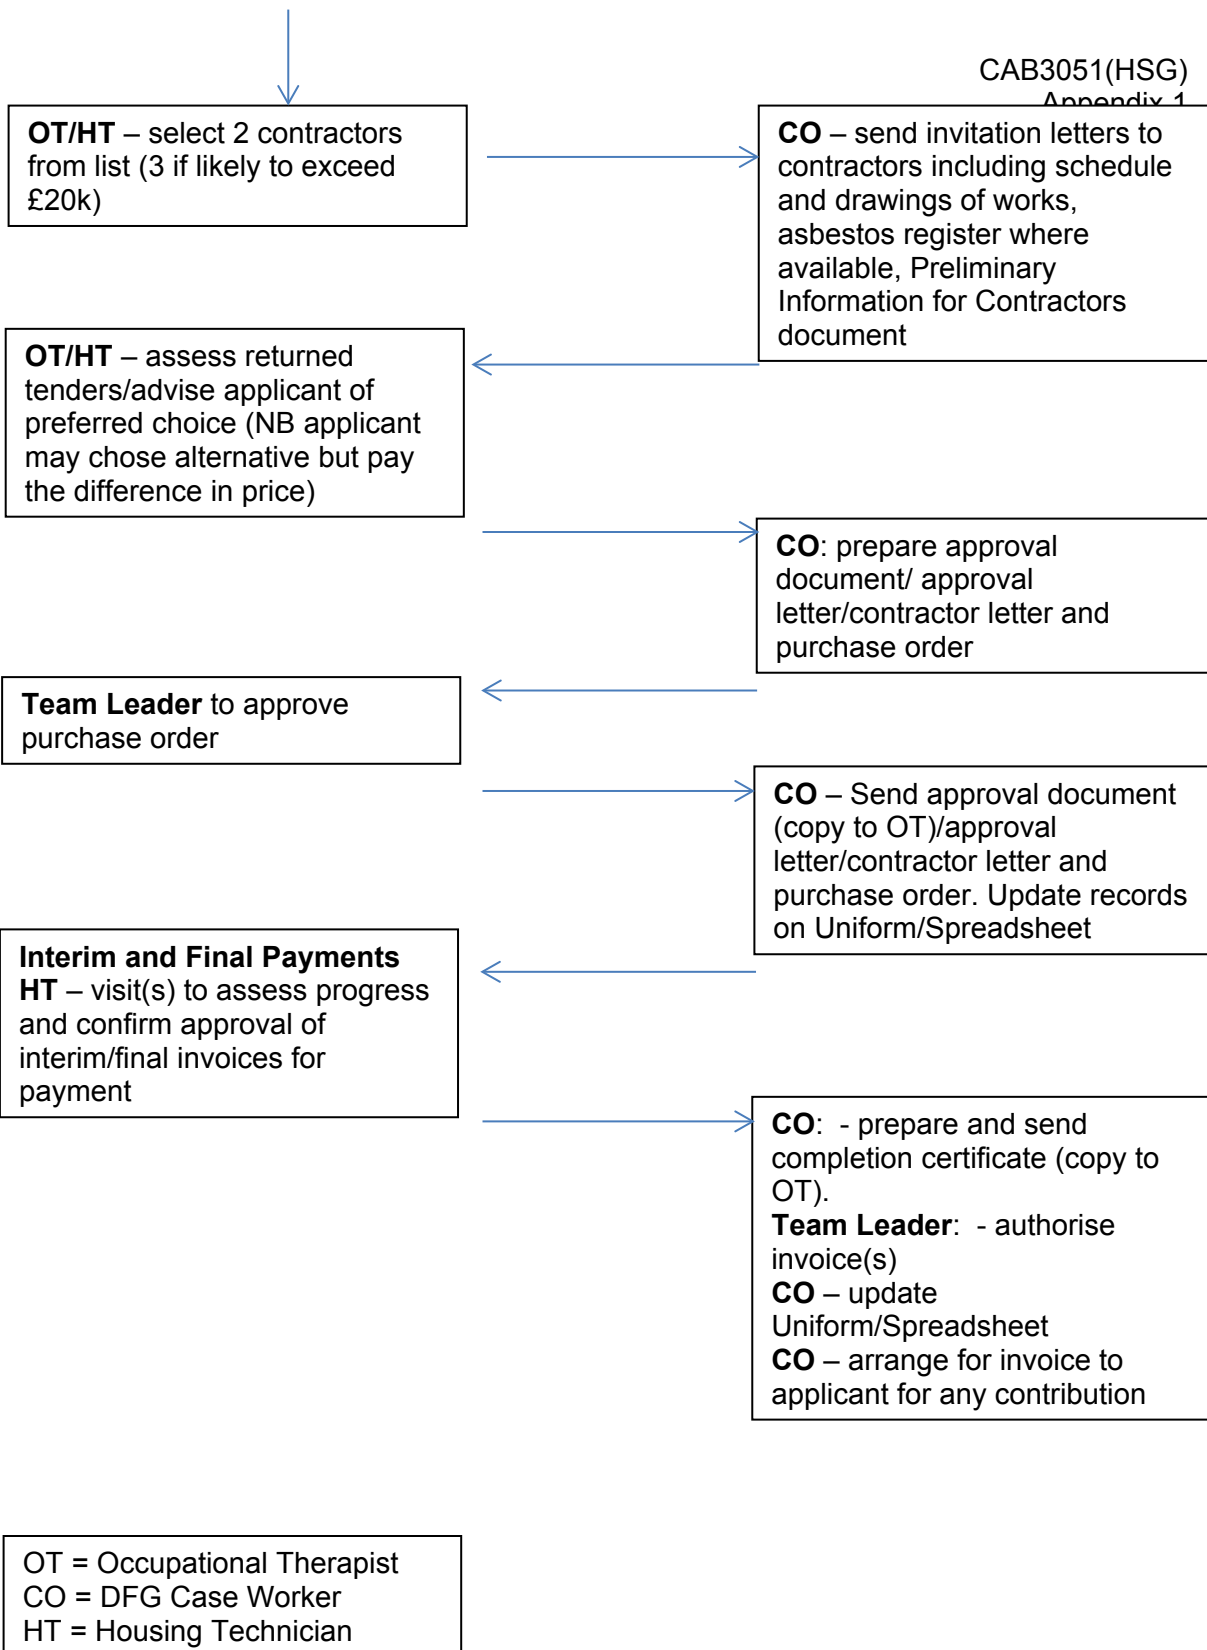 CAB3051(HSG)
Appendix 1
OT/HT – select 2 contractors
from list (3 if likely to exceed
£20k)
CO – send invitation letters to
contractors including schedule
and drawings of works,
asbestos register where
available, Preliminary
Information for Contractors
document
OT/HT – assess returned
tenders/advise applicant of
preferred choice (NB applicant
may chose alternative but pay
the difference in price)
CO: prepare approval
document/ approval
letter/contractor letter and
purchase order
Team Leader to approve
purchase order
CO – Send approval document
(copy to OT)/approval
letter/contractor letter and
purchase order. Update records
on Uniform/Spreadsheet
Interim and Final Payments
HT – visit(s) to assess progress
and confirm approval of
interim/final invoices for
payment
CO:  - prepare and send
completion certificate (copy to
OT).
Team Leader:  - authorise
invoice(s)
CO – update
Uniform/Spreadsheet
CO – arrange for invoice to
applicant for any contribution
OT = Occupational Therapist
CO = DFG Case Worker
HT = Housing Technician